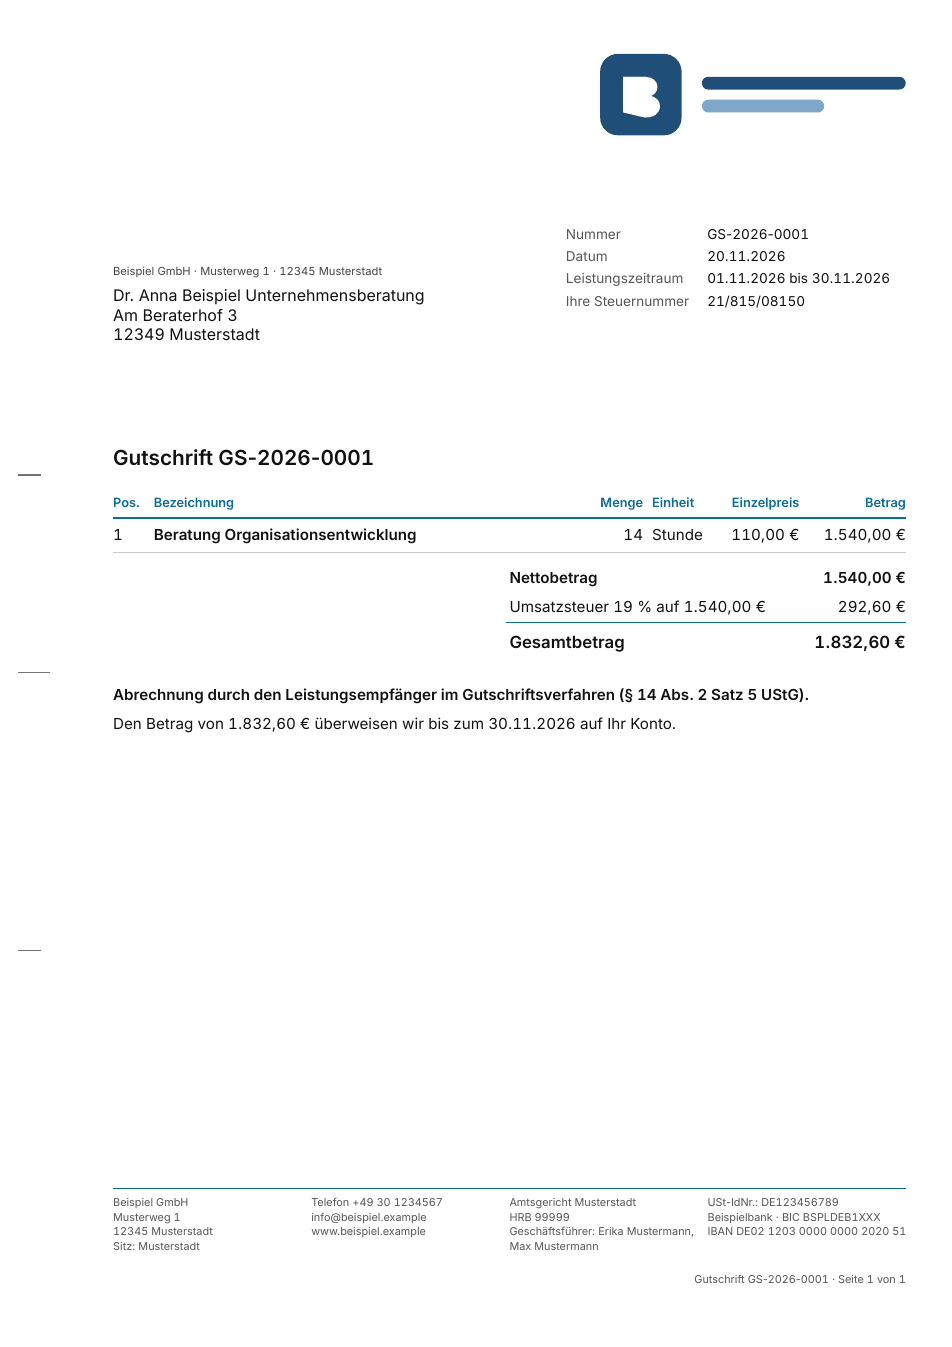 B
Nummer GS-2026-0001
Datum 20.11.2026
Leistungszeitraum 01.11.2026 bis 30.11.2026
Ihre Steuernummer 21/815/08150
Beispiel GmbH · Musterweg 1 · 12345 Musterstadt
Dr. Anna Beispiel Unternehmensberatung
Am Beraterhof 3
12349 Musterstadt
Gutschrift GS-2026-0001
Pos. Bezeichnung Menge Einheit Einzelpreis Betrag
1 Beratung Organisationsentwicklung 14 Stunde 110,00 € 1.540,00 €
Nettobetrag 1.540,00 €
Umsatzsteuer 19 % auf 1.540,00 € 292,60 €
Gesamtbetrag 1.832,60 €
Abrechnung durch den Leistungsempfänger im Gutschriftsverfahren (§ 14 Abs. 2 Satz 5 UStG).
Den Betrag von 1.832,60 € überweisen wir bis zum 30.11.2026 auf Ihr Konto.
Beispiel GmbH
Musterweg 1
12345 Musterstadt
Sitz: Musterstadt
Telefon +49 30 1234567
info@beispiel.example
www.beispiel.example
Amtsgericht Musterstadt
HRB 99999
Geschäftsführer: Erika Mustermann,
Max Mustermann
USt-IdNr.: DE123456789
Beispielbank · BIC BSPLDEB1XXX
IBAN DE02 1203 0000 0000 2020 51
Gutschrift GS-2026-0001 · Seite 1 von 1